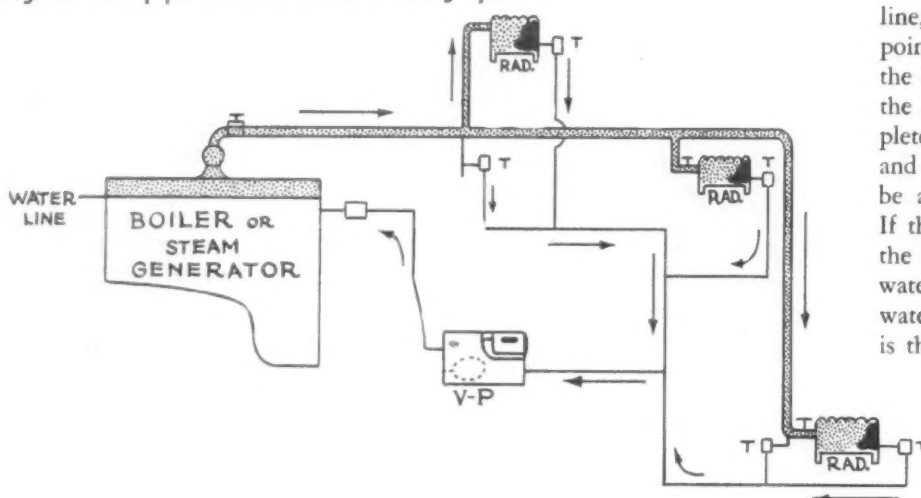 RAD.
T
T
RAD.
T
WATER
LINE
BOILER OR
STEAM
GENERATOR
V-P
T
RAD.
T
line,
poin
the
the
plete
and
be a
If th
the
wate
wate
is th